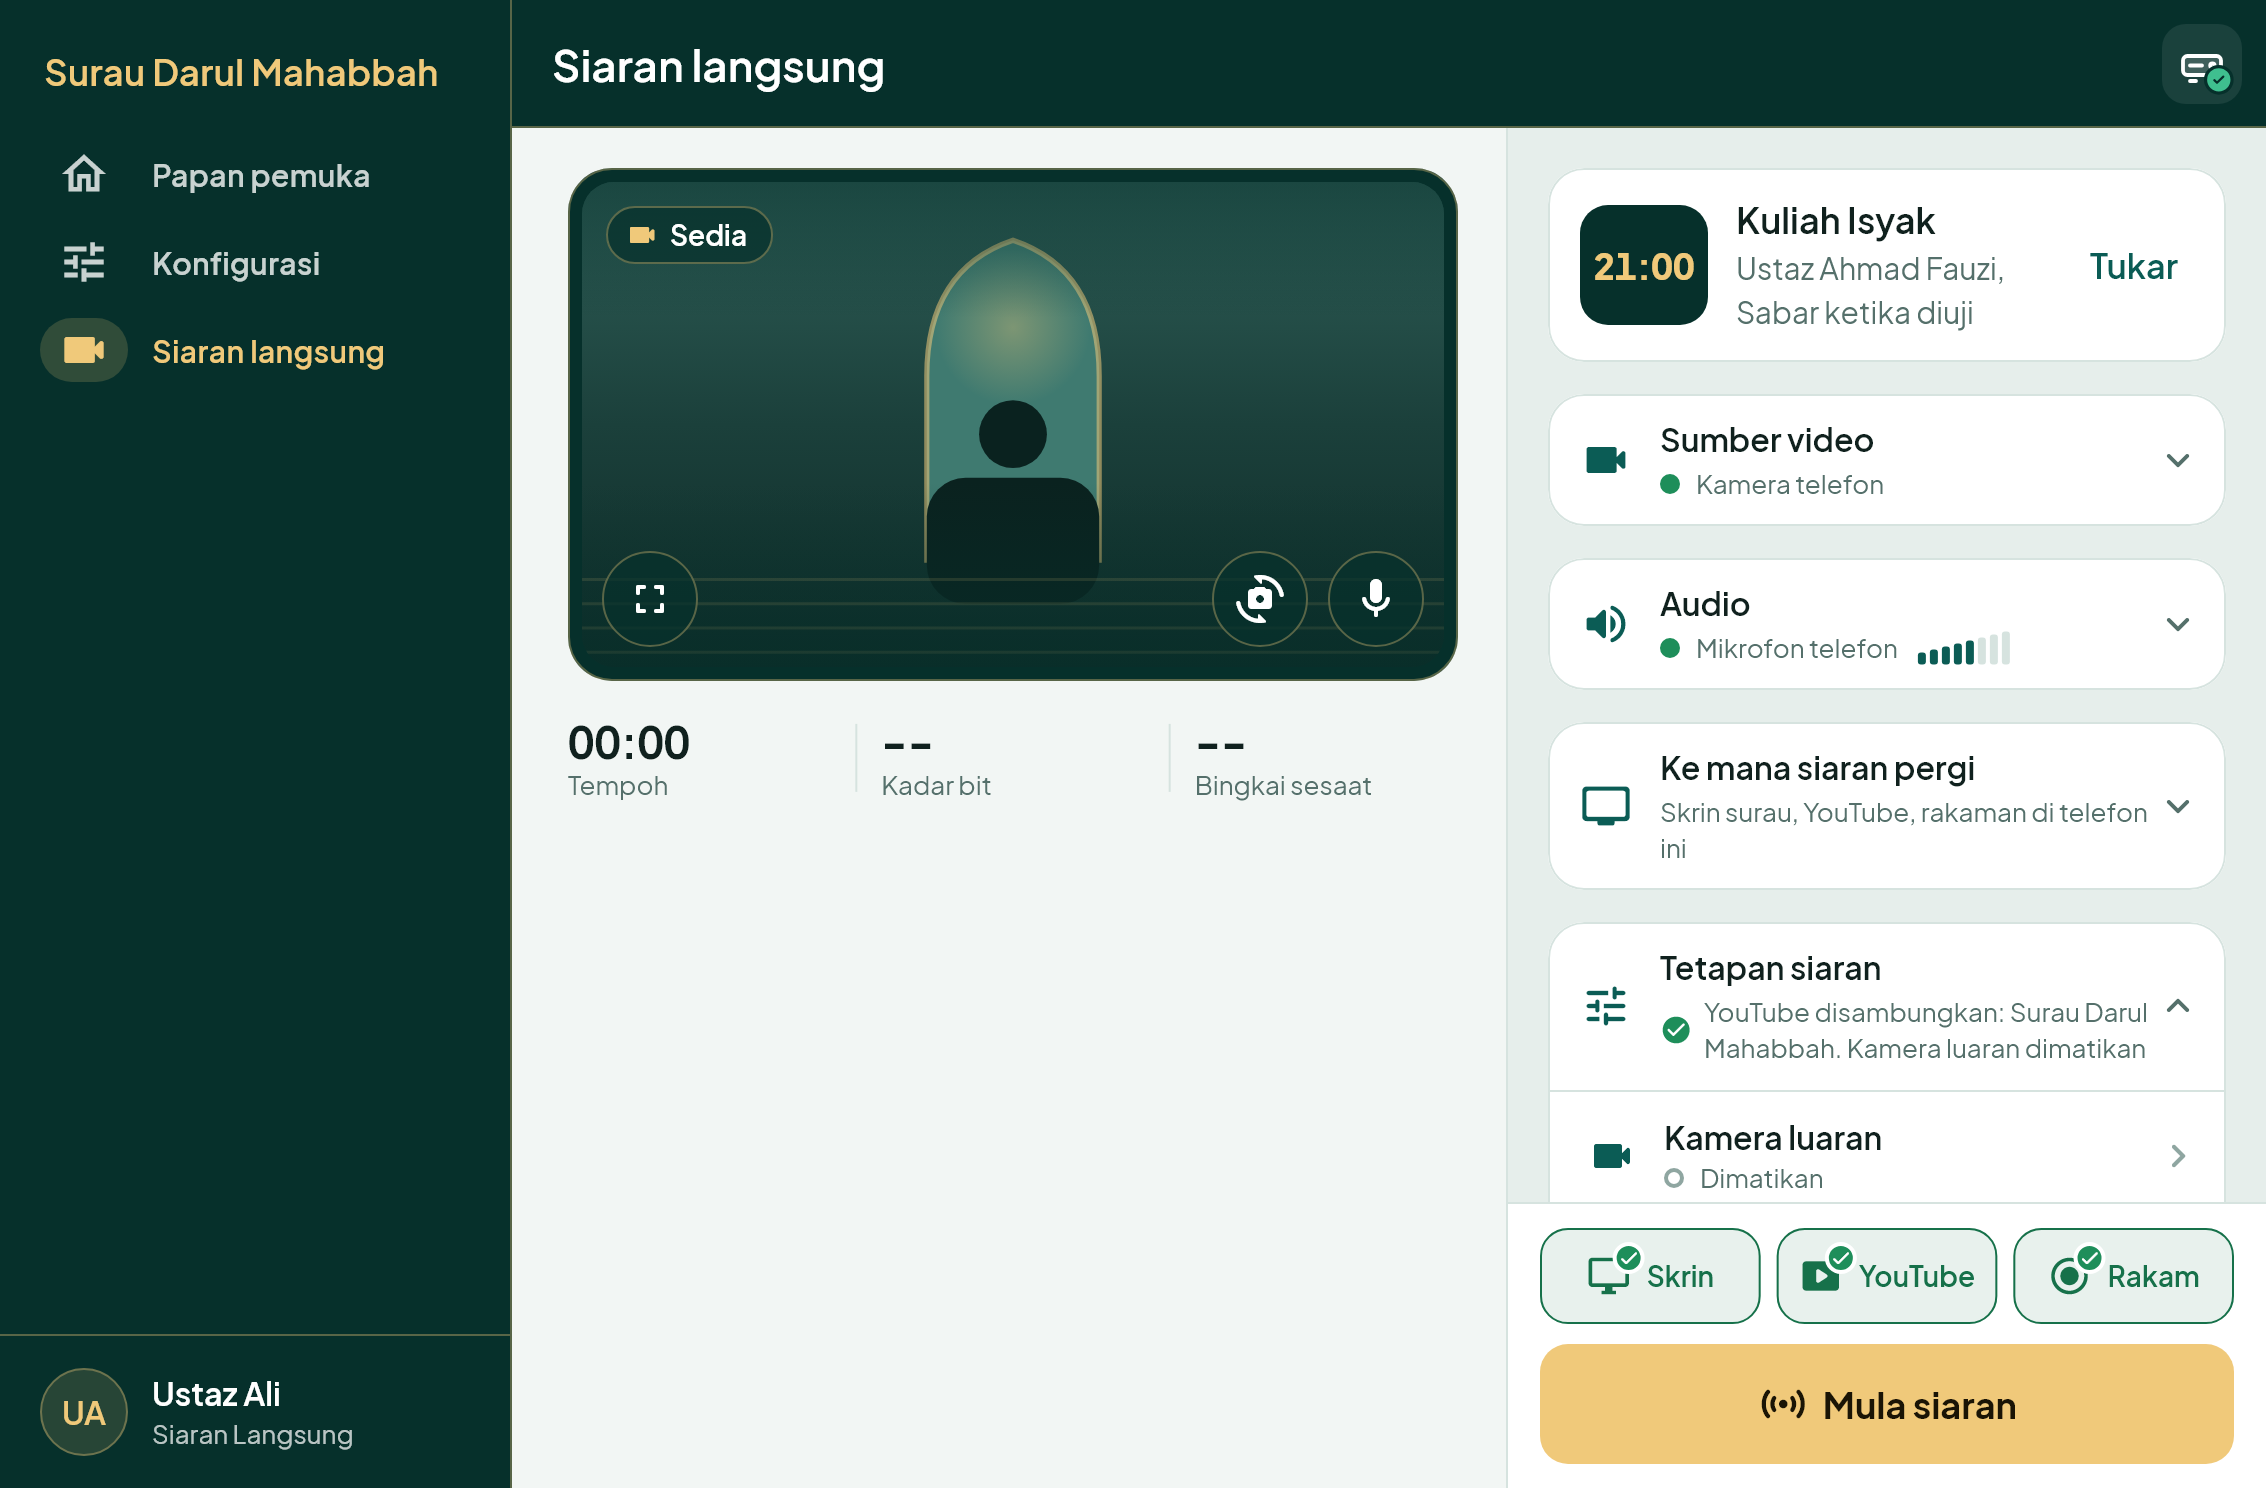 Surau Darul Mahabbah
Papan pemuka
Konfigurasi
Siaran langsung
UA
Ustaz Ali
Siaran Langsung
Siaran langsung
Sedia
00:00
Tempoh
--
Kadar bit
--
Bingkai sesaat
21:00
Kuliah Isyak
Ustaz Ahmad Fauzi,
Sabar ketika diuji
Tukar
Sumber video
Kamera telefon
Audio
Mikrofon telefon
Ke mana siaran pergi
Skrin surau, YouTube, rakaman di telefon
ini
Tetapan siaran
YouTube disambungkan: Surau Darul
Mahabbah. Kamera luaran dimatikan
Kamera luaran
Dimatikan
Skrin
YouTube
Rakam
Mula siaran